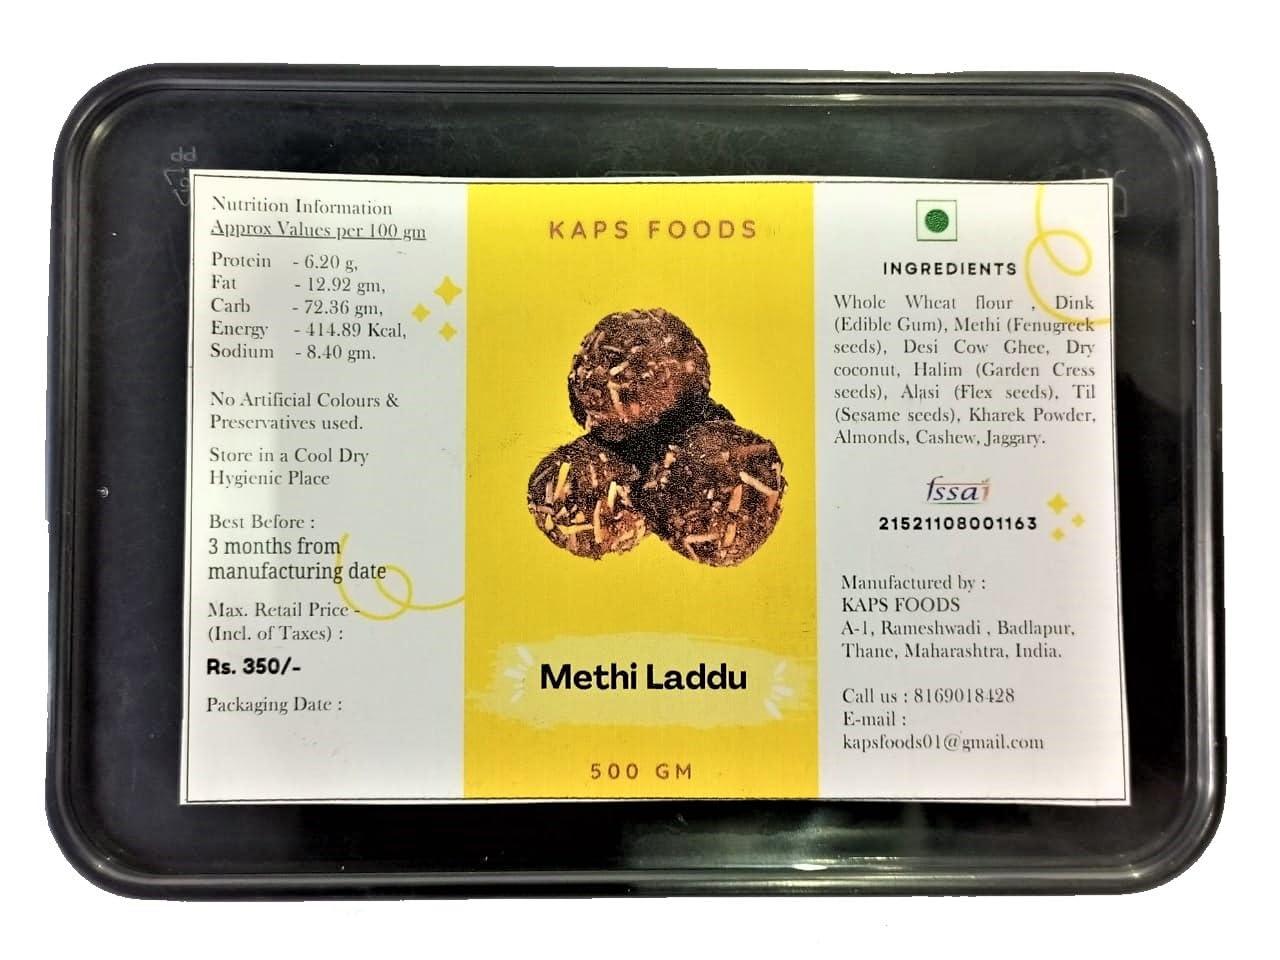 Nutrition Information
Approx Values per 100 gm
Protein - 6.20 g,
Fat - 12.92 gm,
Carb - 72.36 gm,
Energy - 414.89 Kcal,
Sodium - 8.40 gm.
No Artificial Colours &
Preservatives used.
Store in a Cool Dry
Hygienic Place
Best Before :
3 months from
manufacturing date
Max. Retail Price -
(Incl. of Taxes) :
Rs. 350/-
Packaging Date :
KAPS FOODS
Methi Laddu
500 GM
INGREDIENTS
Whole Wheat flour , Dink
(Edible Gum), Methi (Fenugreek
seeds), Desi Cow Ghee, Dry
coconut, Halim (Garden Cress
seeds), Alasi (Flex seeds), Til
(Sesame seeds), Kharek Powder,
Almonds, Cashew, Jaggary.
fssai
21521108001163
Manufactured by :
KAPS FOODS
A-1, Rameshwadi , Badlapur,
Thane, Maharashtra, India.
Call us : 8169018428
E-mail :
kapsfoods01@gmail.com